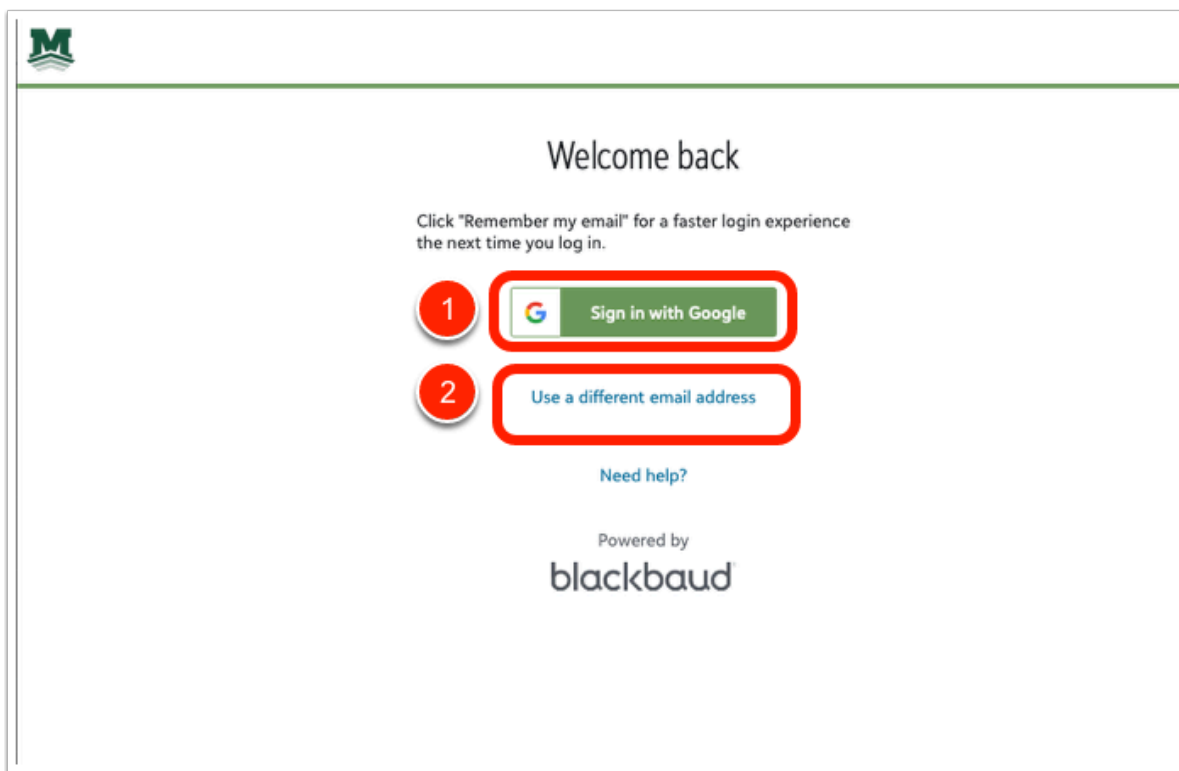 M
Welcome back
Click "Remember my email" for a faster login experience
the next time you log in.
1
G Sign in with Google
2
Use a different email address
Need help?
Powered by
blackbaud